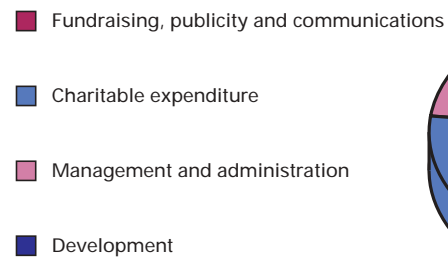 Fundraising, publicity and communications
Charitable expenditure
Management and administration
Development